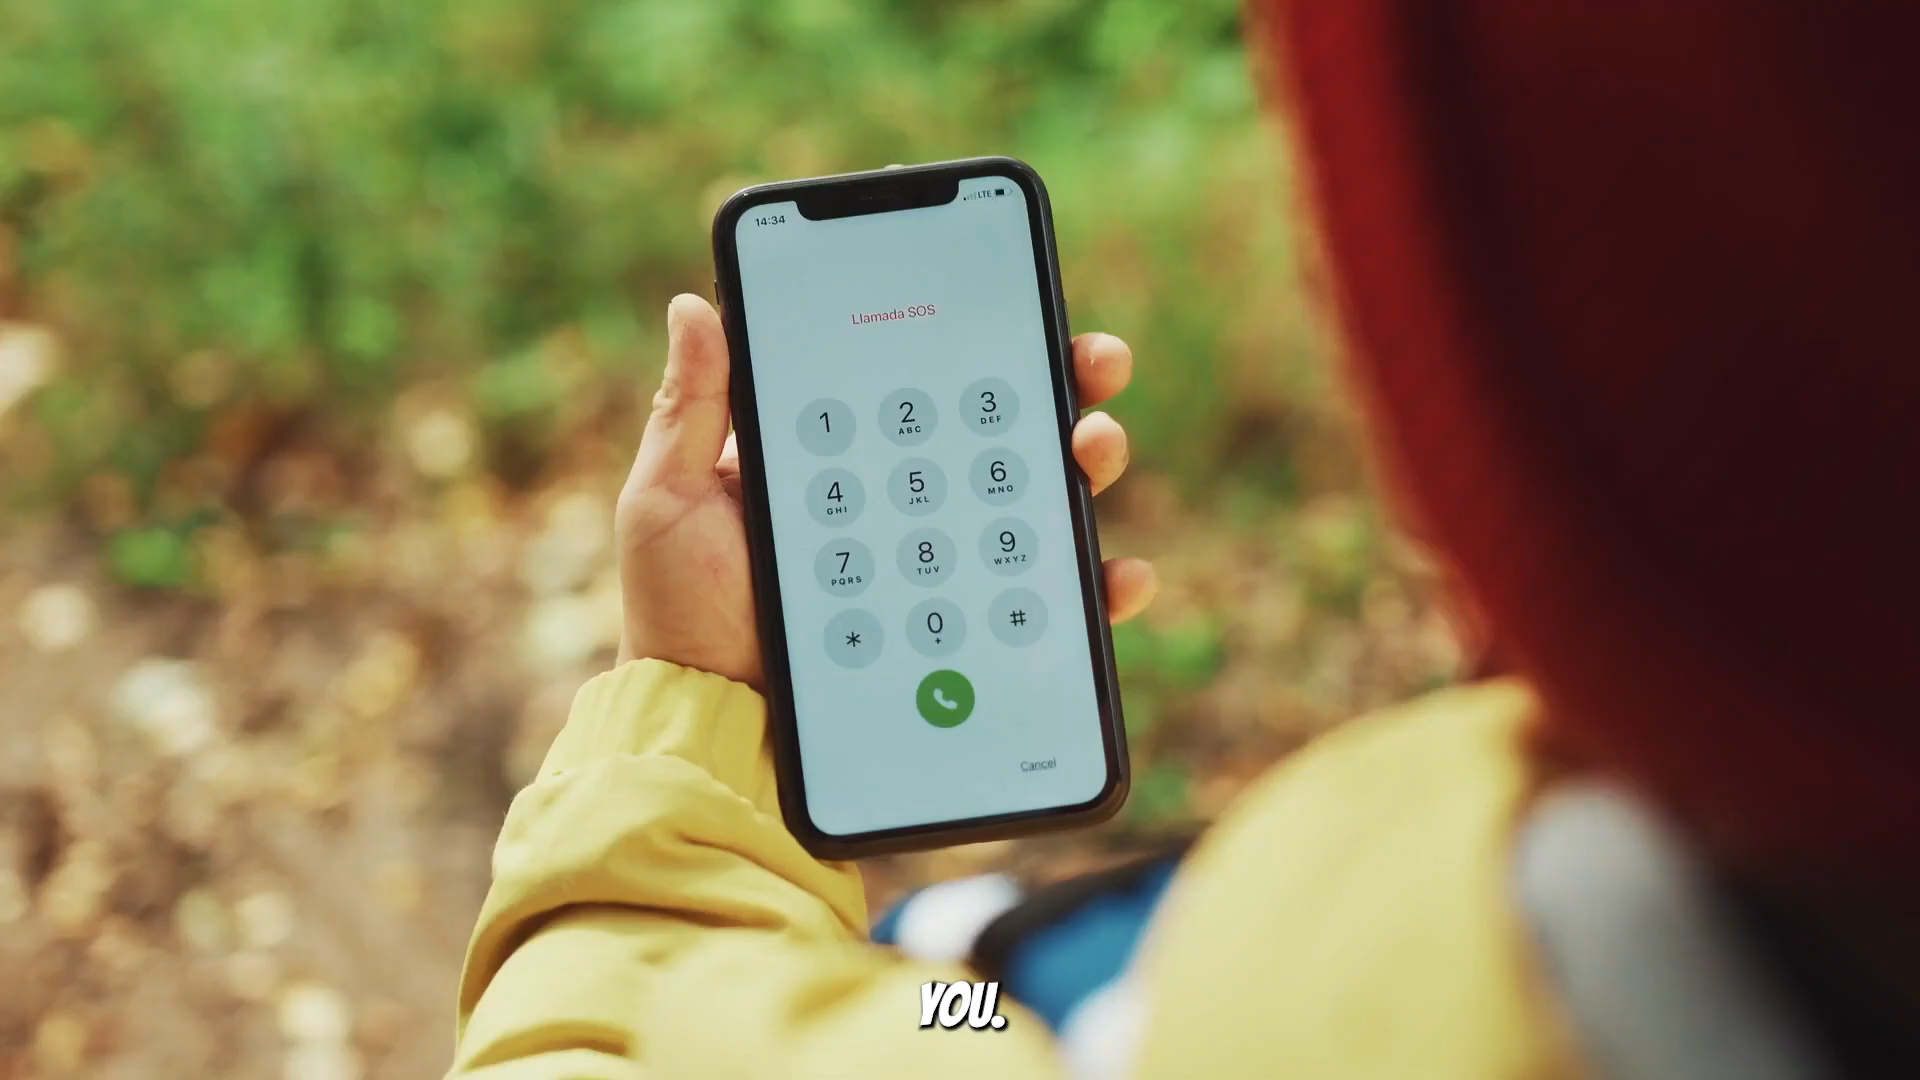 14:34
LTE
Llamada SOS
1
2
ABC
3
DEF
4
GHI
5
JKL
6
MNO
7
PQRS
8
TUV
9
WXYZ
*
0
+
#
Cancel
YOU.